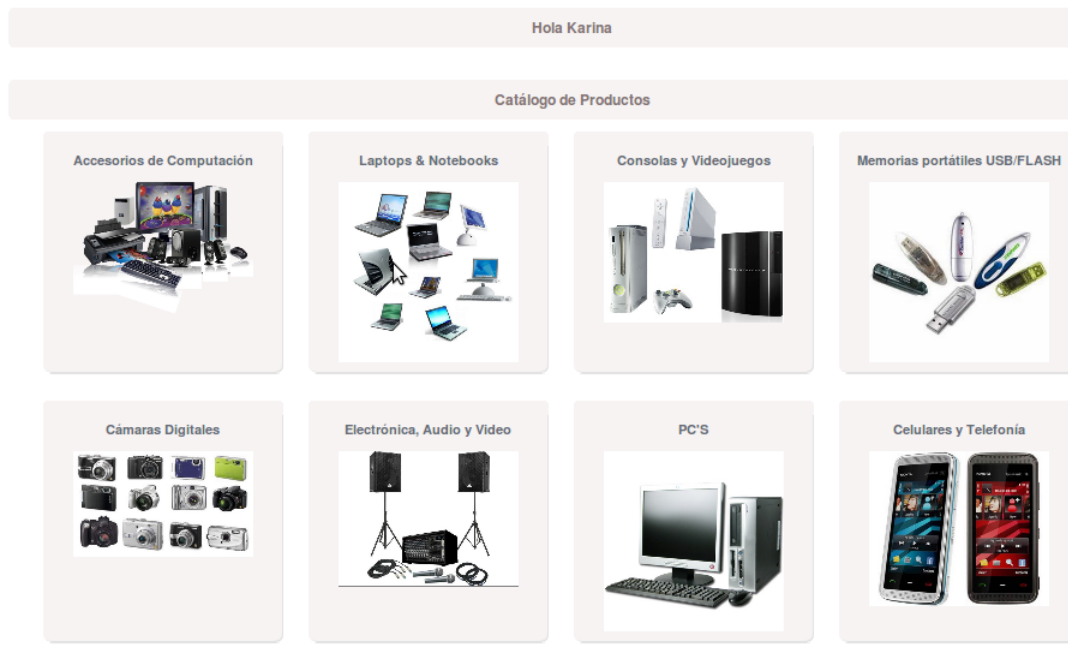 Hola Karina
Catálogo de Productos
Accesorios de Computación
Laptops & Notebooks
Consolas y Videojuegos
Memorias portátiles USB/FLASH
Cámaras Digitales
Electrónica, Audio y Video
PC'S
Celulares y Telefonía